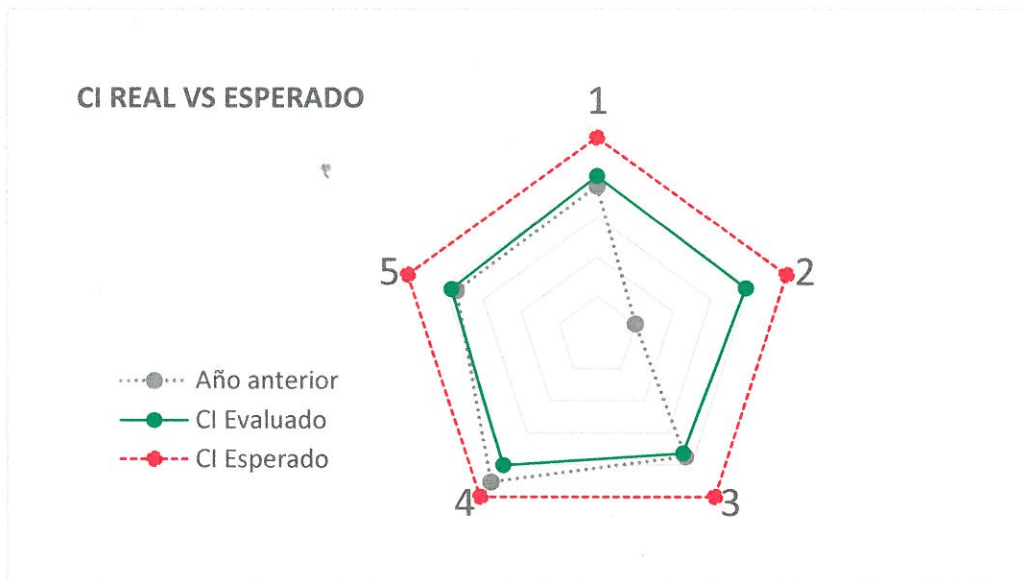 CI REAL VS ESPERADO
1
2
3
4
5
Año anterior
CI Evaluado
CI Esperado